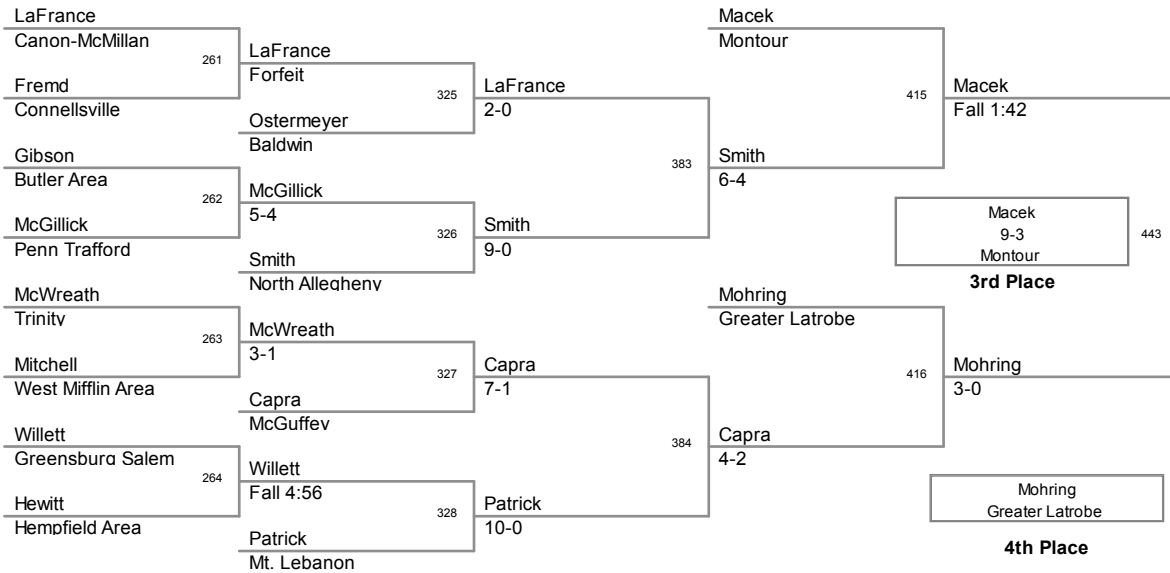 LaFrance
Canon-McMillan
261
Fremd
Connellsville
Gibson
Butler Area
262
McGillick
Penn Trafford
McWreath
Trinity
263
Mitchell
West Mifflin Area
Willett
Greensburg Salem
264
Hewitt
Hempfield Area
LaFrance
Forfeit
325
Ostermeyer
Baldwin
McGillick
5-4
326
Smith
North Allegheny
McWreath
3-1
327
Capra
McGuffey
Willett
Fall 4:56
328
Patrick
Mt. Lebanon
LaFrance
2-0
383
Smith
9-0
Capra
7-1
384
Patrick
10-0
Macek
Montour
415
Smith
6-4
Mohring
Greater Latrobe
416
Capra
4-2
Macek
Fall 1:42
Macek
9-3
Montour
443
3rd Place
Mohring
3-0
Mohring
Greater Latrobe
4th Place